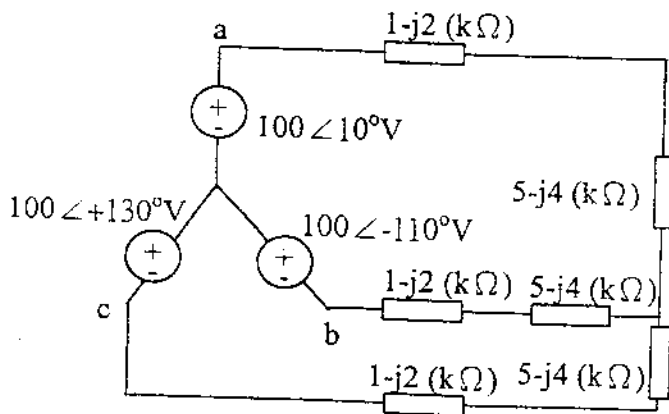 1-j2 (kΩ)
a
+
-
100∠10°V
5-j4 (kΩ)
100∠+130°V
100∠-110°V
+
-
+
-
1-j2 (kΩ)
5-j4 (kΩ)
c
b
1-j2 (kΩ)
5-j4 (kΩ)